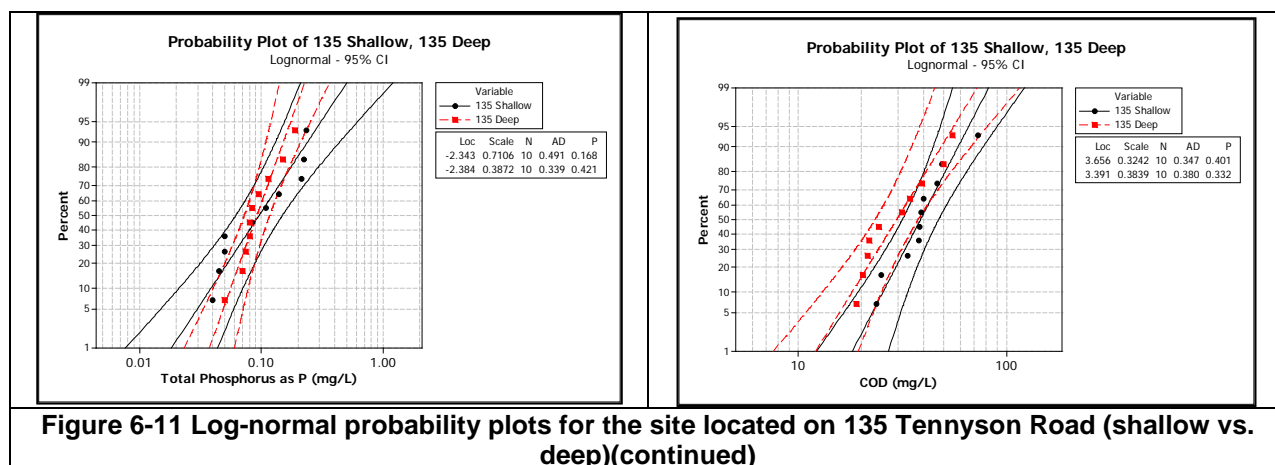 Probability Plot of 135 Shallow, 135 Deep
Lognormal - 95% CI
99
95
90
80
70
60
50
40
30
20
10
5
1
Percent
0.01 0.10 1.00
Total Phosphorus as P (mg/L)
Variable
135 Shallow
135 Deep
Loc Scale N AD P
-2.343 0.7106 10 0.491 0.168
-2.384 0.3872 10 0.339 0.421
Probability Plot of 135 Shallow, 135 Deep
Lognormal - 95% CI
99
95
90
80
70
60
50
40
30
20
10
5
1
Percent
10 100
COD (mg/L)
Variable
135 Shallow
135 Deep
Loc Scale N AD P
3.656 0.3242 10 0.347 0.401
3.391 0.3839 10 0.380 0.332
Figure 6-11 Log-normal probability plots for the site located on 135 Tennyson Road (shallow vs.
deep)(continued)